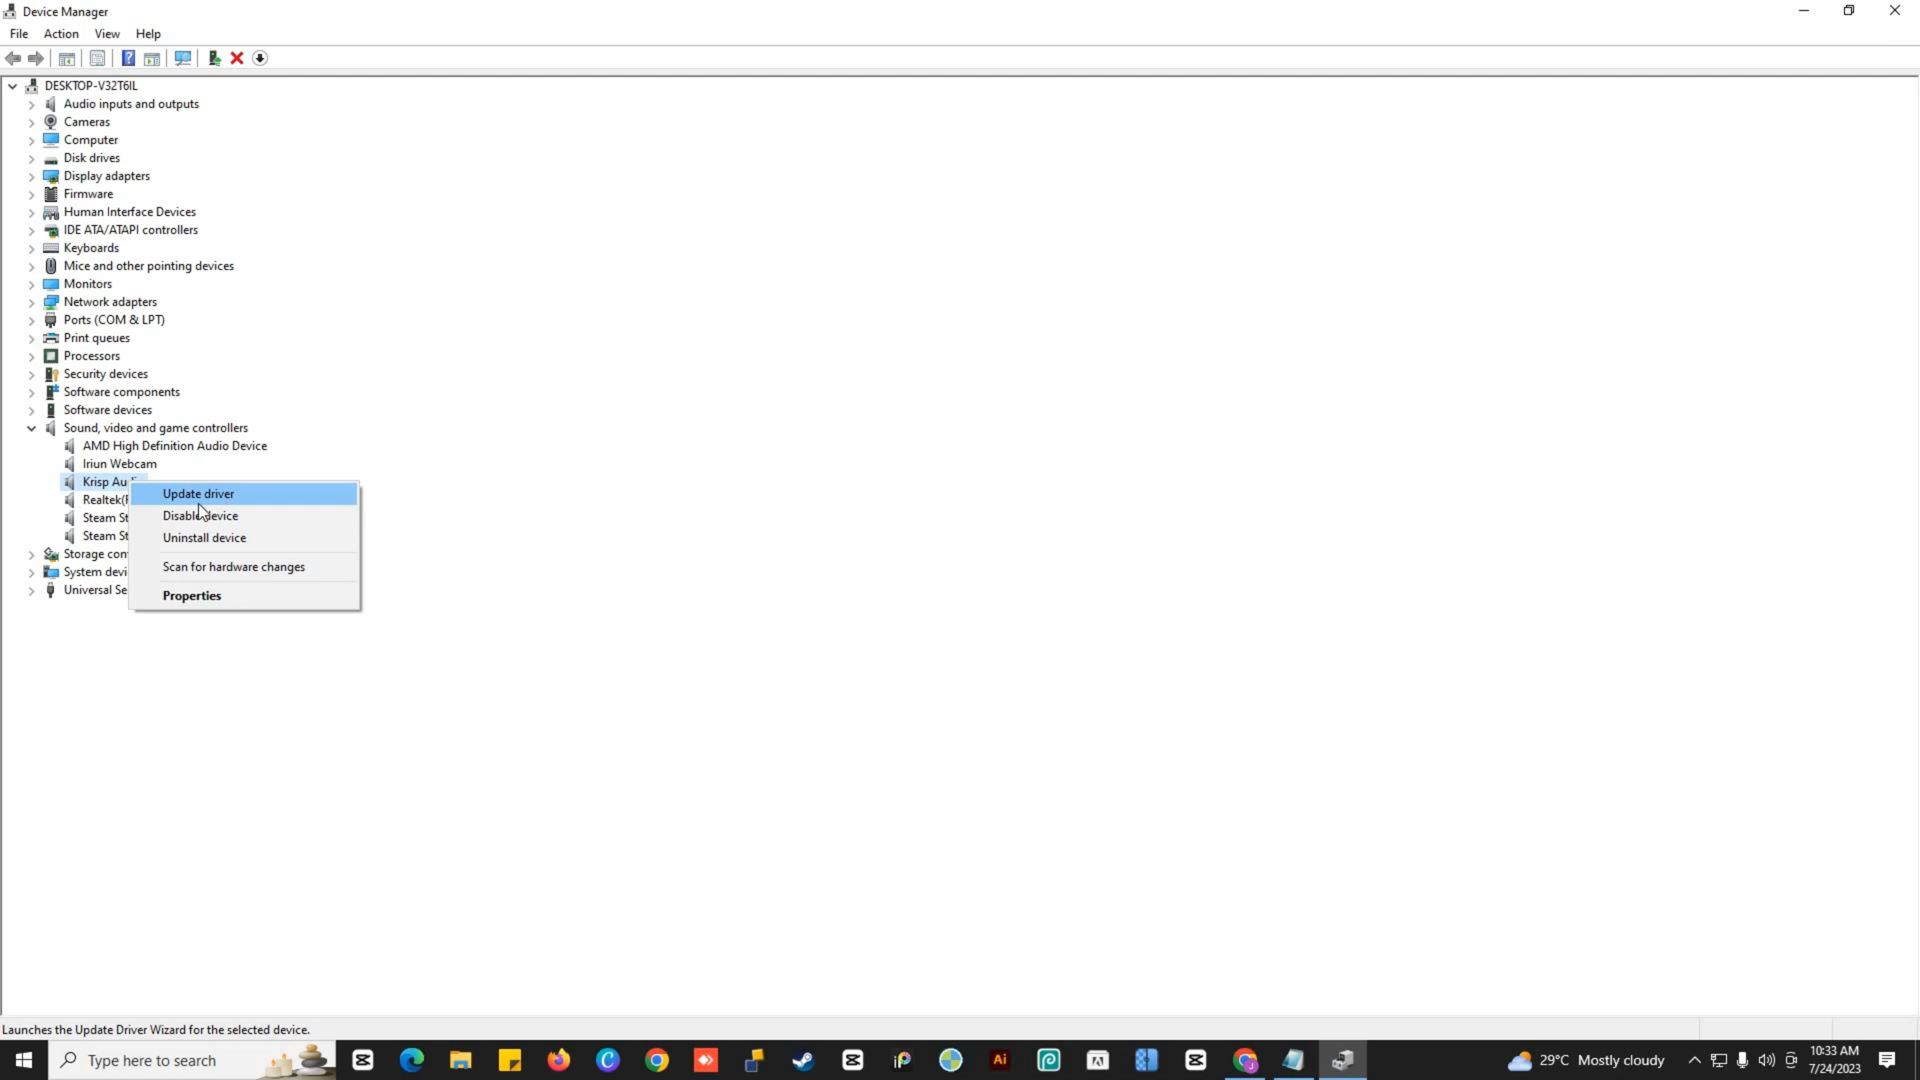 Device Manager
File Action View Help
DESKTOP-V32T6IL
Audio inputs and outputs
Cameras
Computer
Disk drives
Display adapters
Firmware
Human Interface Devices
IDE ATA/ATAPI controllers
Keyboards
Mice and other pointing devices
Monitors
Network adapters
Ports (COM & LPT)
Print queues
Processors
Security devices
Software components
Software devices
Sound, video and game controllers
AMD High Definition Audio Device
Iriun Webcam
Krisp Au
Realtek(
Steam St
Steam St
Storage con
System devi
Universal Se
Update driver
Disable device
Uninstall device
Scan for hardware changes
Properties
Launches the Update Driver Wizard for the selected device.
Type here to search
Ai
29°C Mostly cloudy
10:33 AM
7/24/2023